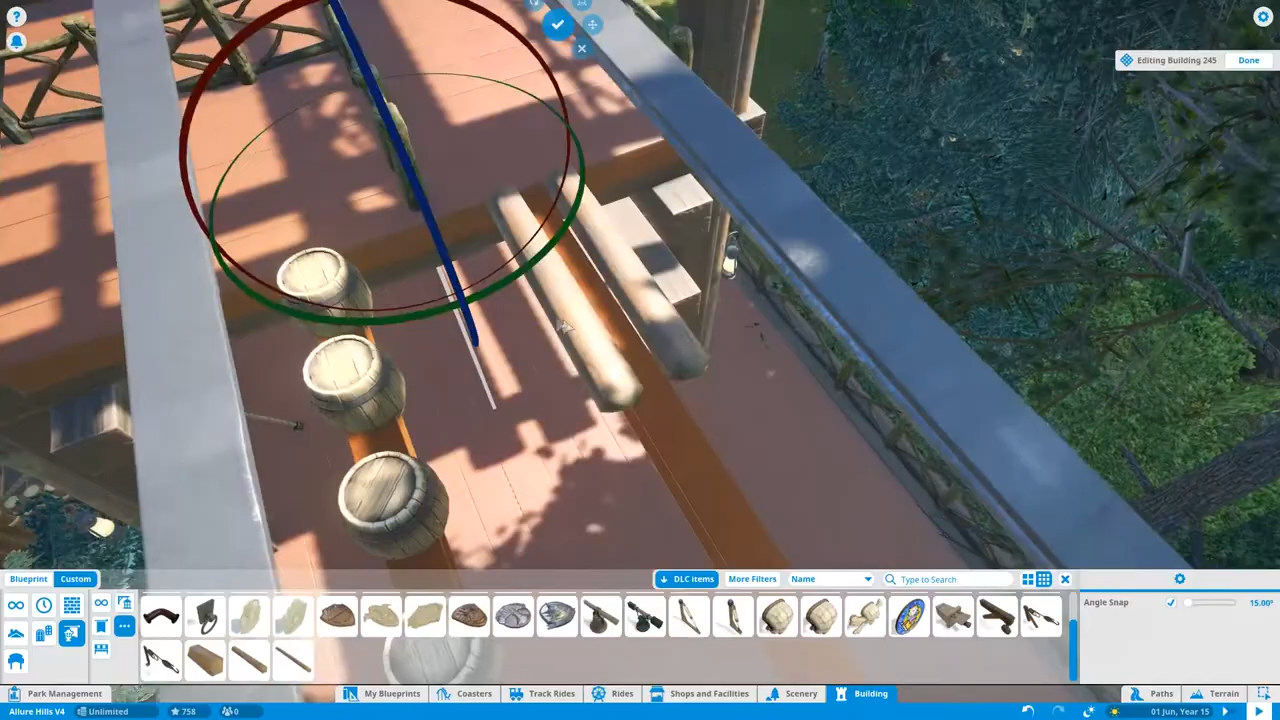 ?
Editing Building 245
Done
Blueprint
Custom
DLC items
More Filters
Name
Type to Search
Angle Snap
15.00°
Park Management
My Blueprints
Coasters
Track Rides
Rides
Shops and Facilities
Scenery
Building
Paths
Terrain
Allure Hills V4
Unlimited
758
0
01 Jun, Year 15